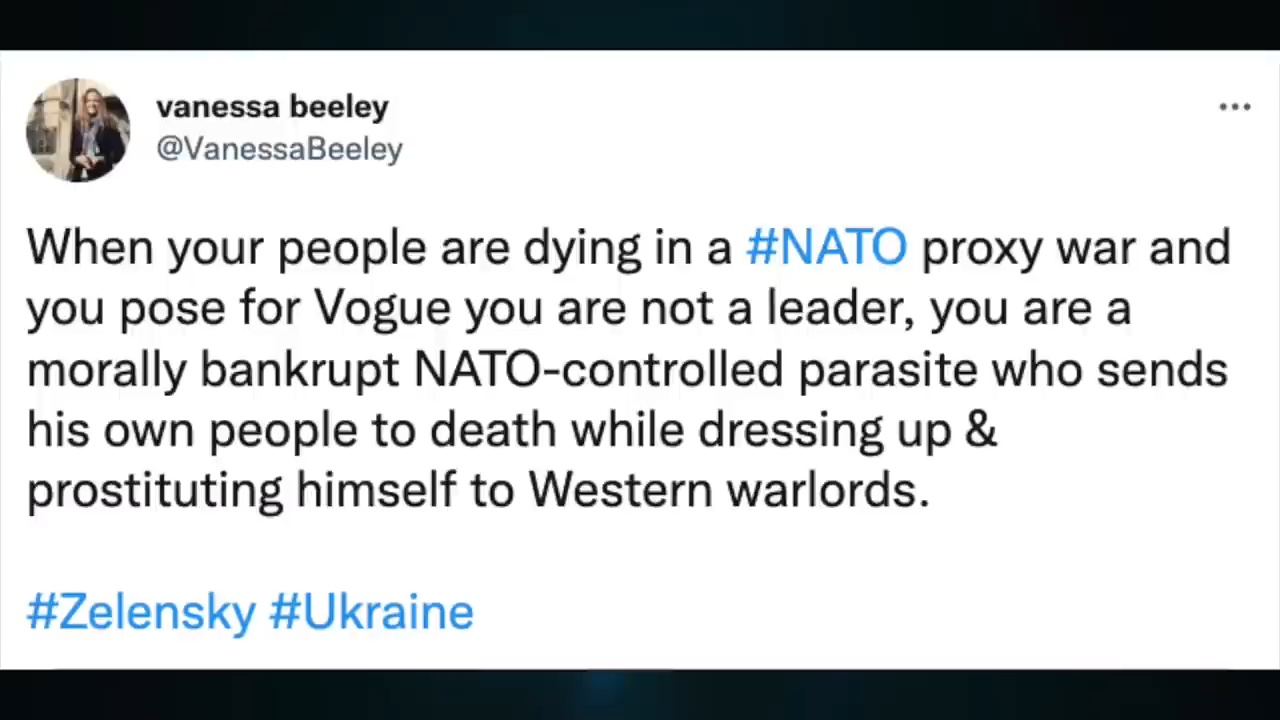 vanessa beeley
@VanessaBeeley
When your people are dying in a #NATO proxy war and
you pose for Vogue you are not a leader, you are a
morally bankrupt NATO-controlled parasite who sends
his own people to death while dressing up &
prostituting himself to Western warlords.
#Zelensky #Ukraine